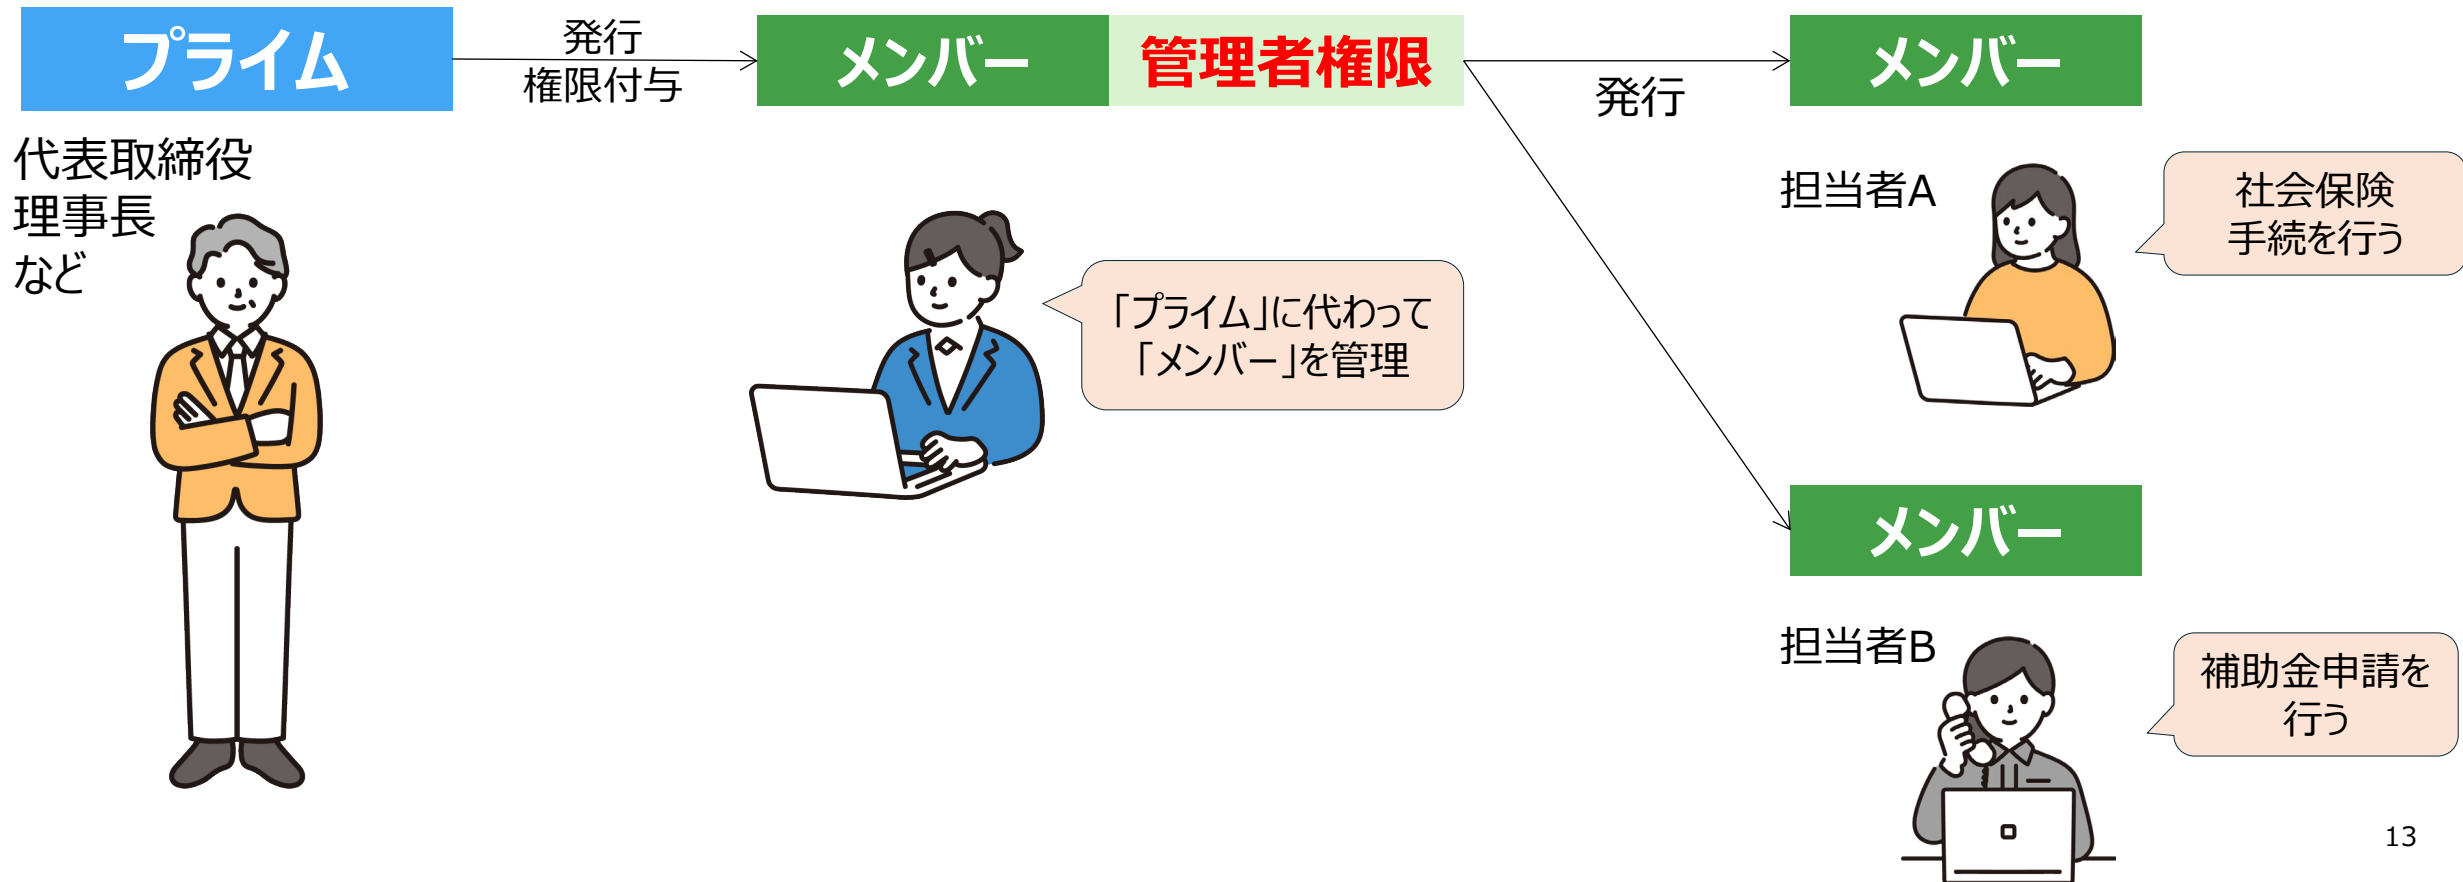 プライム
発行
権限付与
メンバー
管理者権限
発行
メンバー
代表取締役
理事長
など
「プライム」に代わって
「メンバー」を管理
担当者A
社会保険
手続を行う
メンバー
担当者B
補助金申請を
行う
13